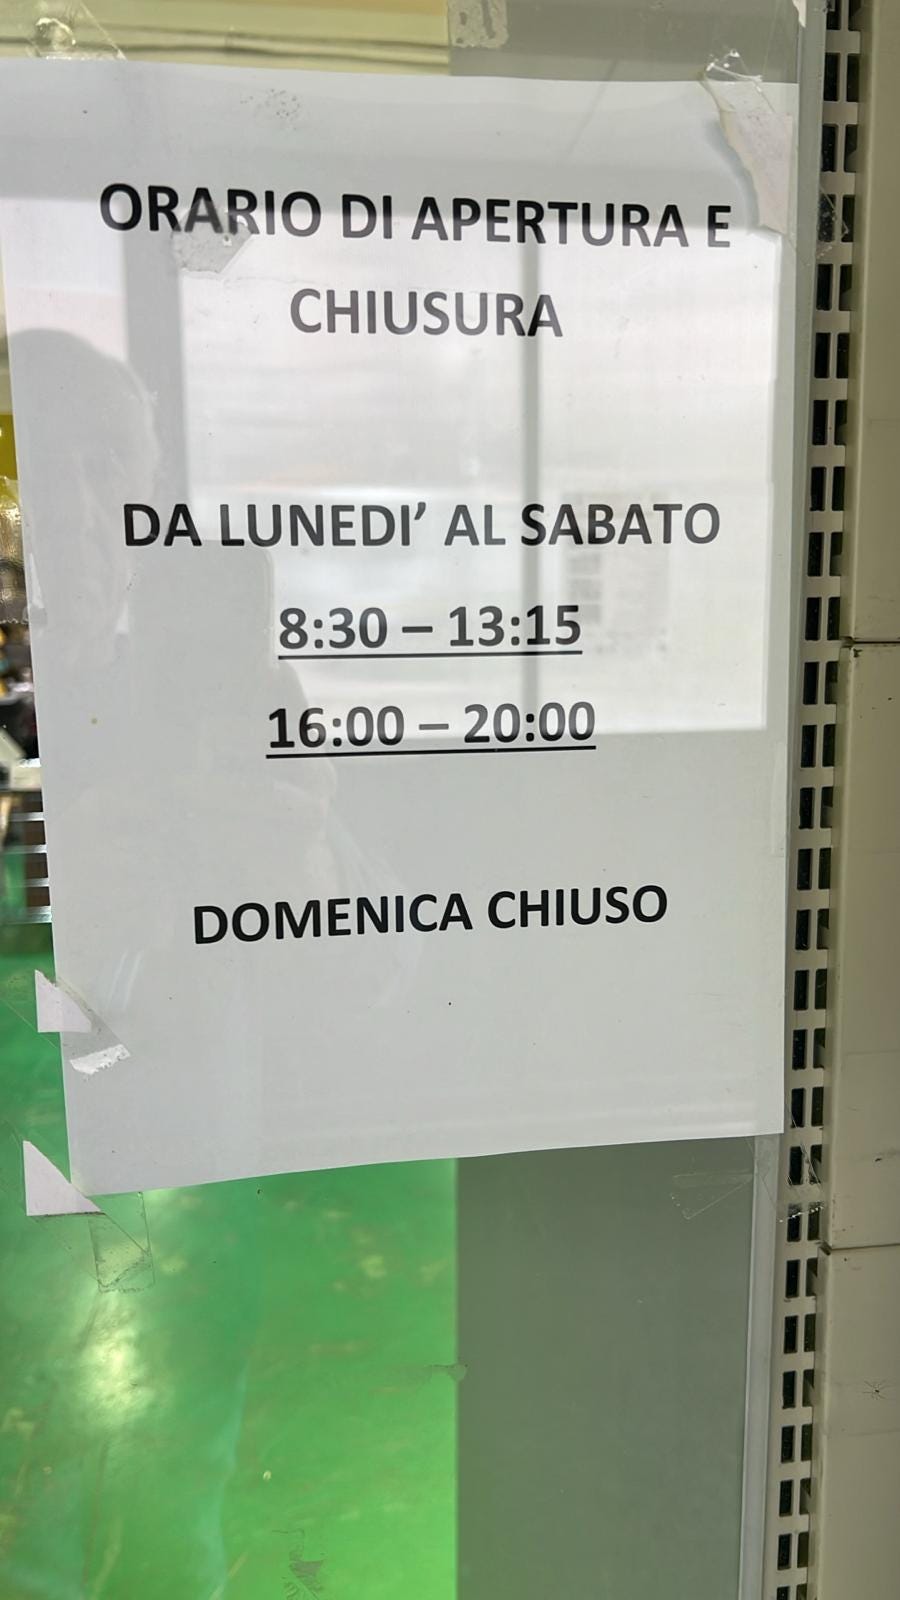 ORARIO DI APERTURA E
CHIUSURA
DA LUNEDI’ AL SABATO
8:30 – 13:15
16:00 – 20:00
DOMENICA CHIUSO